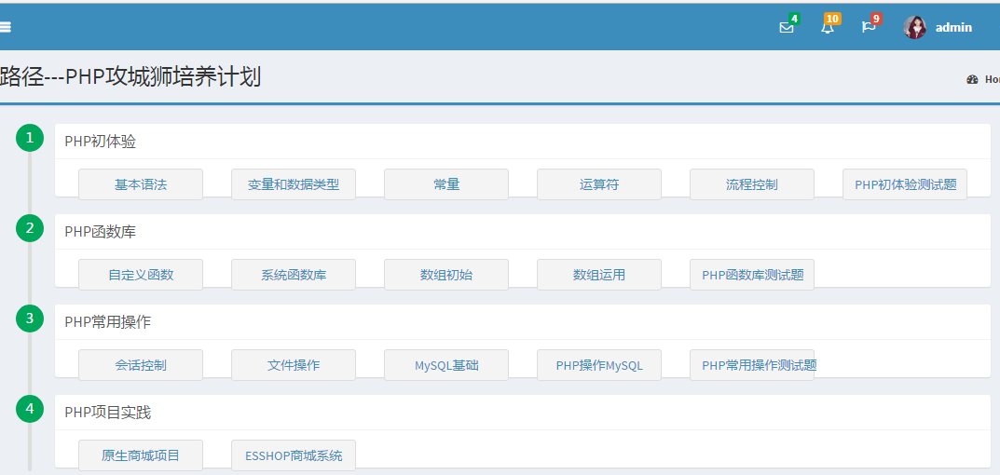 4 10 9 admin
路径---PHP攻城狮培养计划
1 PHP初体验
基本语法 变量和数据类型 常量 运算符 流程控制 PHP初体验测试题
2 PHP函数库
自定义函数 系统函数库 数组初始 数组运用 PHP函数库测试题
3 PHP常用操作
会话控制 文件操作 MySQL基础 PHP操作MySQL PHP常用操作测试题
4 PHP项目实践
原生商城项目 ESSHOP商城系统